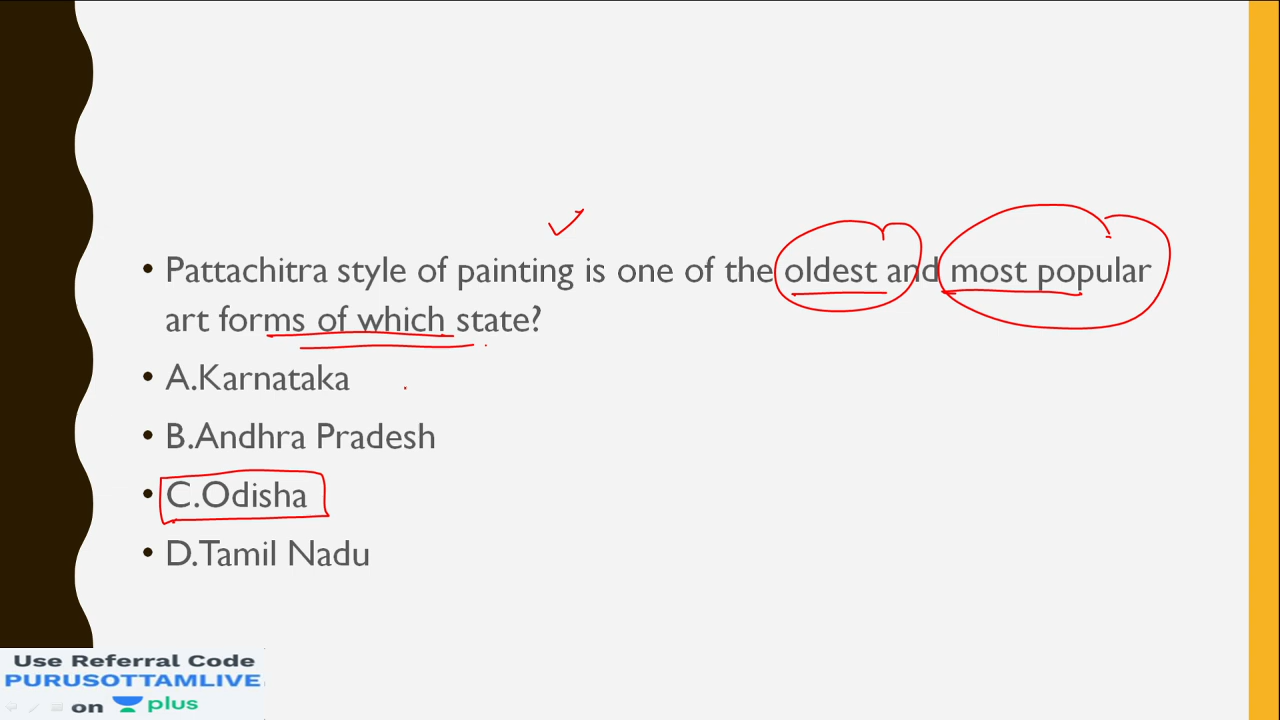 • Pattachitra style of painting is one of the oldest and most popular
art forms of which state?
• A.Karnataka
• B.Andhra Pradesh
• C.Odisha
• D.Tamil Nadu
Use Referral Code
PURUSOTTAMLIVE
on plus